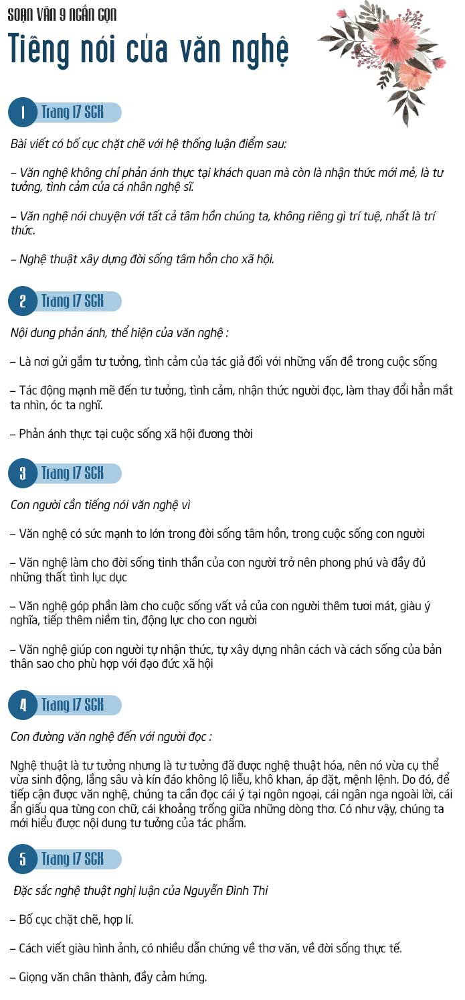 SOẠN VĂN 9 NGẮN GỌN
Tiếng nói của văn nghệ
1 Trang 17 SGK
Bài viết có bố cục chặt chẽ với hệ thống luận điểm sau:
– Văn nghệ không chỉ phản ánh thực tại khách quan mà còn là nhận thức mới mẻ, là tư
tưởng, tình cảm của cá nhân nghệ sĩ.
– Văn nghệ nói chuyện với tất cả tâm hồn chúng ta, không riêng gì trí tuệ, nhất là trí
thức.
– Nghệ thuật xây dựng đời sống tâm hồn cho xã hội.
2 Trang 17 SGK
Nội dung phản ánh, thể hiện của văn nghệ :
– Là nơi gửi gắm tư tưởng, tình cảm của tác giả đối với những vấn đề trong cuộc sống
– Tác động mạnh mẽ đến tư tưởng, tình cảm, nhận thức người đọc, làm thay đổi hẳn mắt
ta nhìn, óc ta nghĩ.
– Phản ánh thực tại cuộc sống xã hội đương thời
3 Trang 17 SGK
Con người cần tiếng nói văn nghệ vì
– Văn nghệ có sức mạnh to lớn trong đời sống tâm hồn, trong cuộc sống con người
– Văn nghệ làm cho đời sống tinh thần của con người trở nên phong phú và đầy đủ
những thất tình lục dục
– Văn nghệ góp phần làm cho cuộc sống vất vả của con người thêm tươi mát, giàu ý
nghĩa, tiếp thêm niềm tin, động lực cho con người
– Văn nghệ giúp con người tự nhận thức, tự xây dựng nhân cách và cách sống của bản
thân sao cho phù hợp với đạo đức xã hội
4 Trang 17 SGK
Con đường văn nghệ đến với người đọc :
Nghệ thuật là tư tưởng nhưng là tư tưởng đã được nghệ thuật hóa, nên nó vừa cụ thể
vừa sinh động, lắng sâu và kín đáo không lộ liễu, khô khan, áp đặt, mệnh lệnh. Do đó, để
tiếp cận được văn nghệ, chúng ta cần đọc cái ý tại ngôn ngoại, cái ngân nga ngoài lời, cái
ẩn giấu qua từng con chữ, cái khoảng trống giữa những dòng thơ. Có như vậy, chúng ta
mới hiểu được nội dung tư tưởng của tác phẩm.
5 Trang 17 SGK
Đặc sắc nghệ thuật nghị luận của Nguyễn Đình Thi
– Bố cục chặt chẽ, hợp lí.
– Cách viết giàu hình ảnh, có nhiều dẫn chứng về thơ văn, về đời sống thực tế.
– Giọng văn chân thành, đầy cảm hứng.